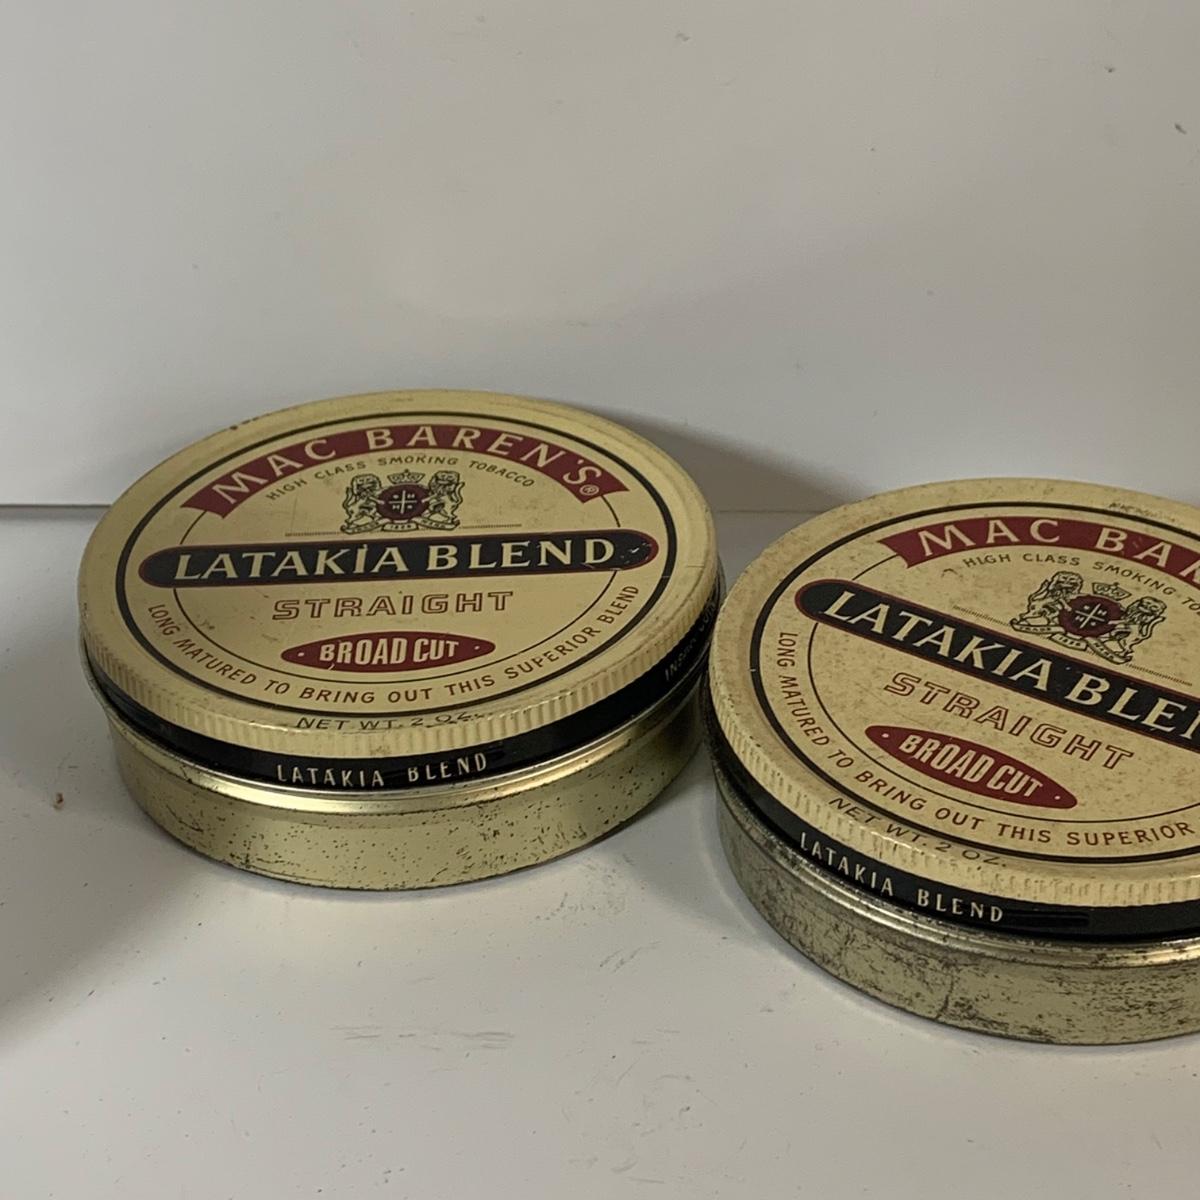 MAC BAREN'S®
HIGH CLASS SMOKING TOBACCO
LATAKIA BLEND
STRAIGHT
· BROAD CUT ·
LONG MATURED TO BRING OUT THIS SUPERIOR BLEND
NET WT. 2 OZ.
LATAKIA BLEND
MAC BA
HIGH CLASS SMOKING TO
LATAKIA BLE
STRAIGHT
· BROAD CUT ·
LONG MATURED TO BRING OUT THIS SUPERIOR
NET WT. 2 OZ.
LATAKIA BLEND